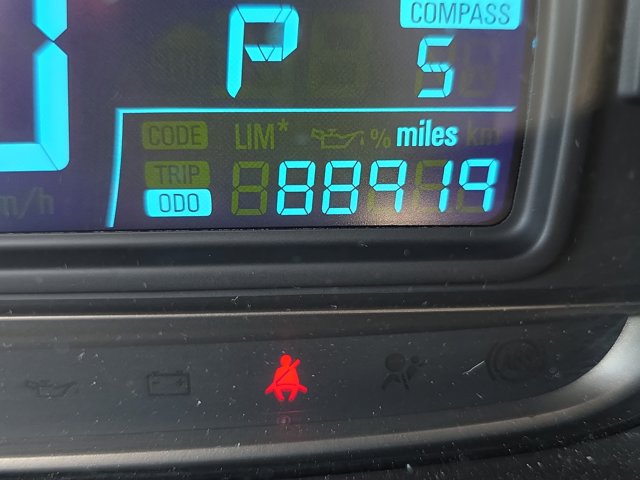 COMPASS
P S
CODE LIM* % miles km
TRIP
ODO 88919
m/h